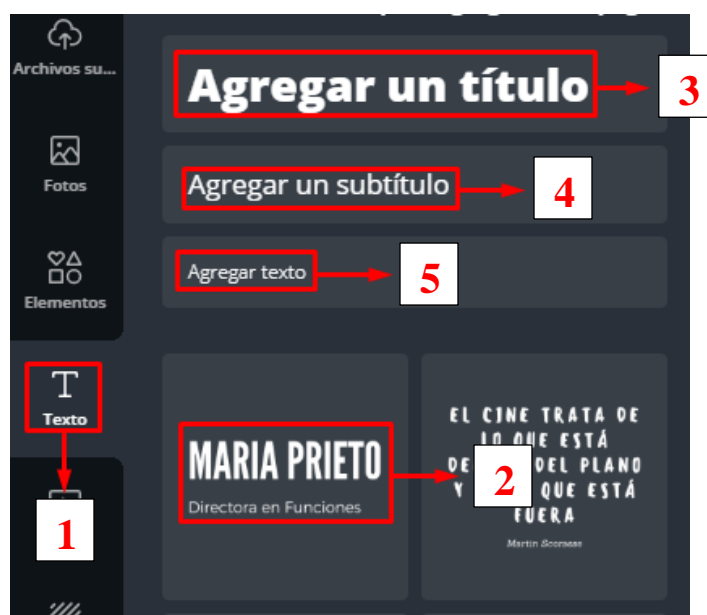 Archivos su...
Agregar un título
3
Fotos
Agregar un subtítulo
4
Elementos
Agregar texto
5
Texto
1
MARIA PRIETO
Directora en Funciones
2
EL CINE TRATA DE
LO QUE ESTÁ
DEL PLANO
Y QUE ESTÁ
FUERA
Martin Scorsese